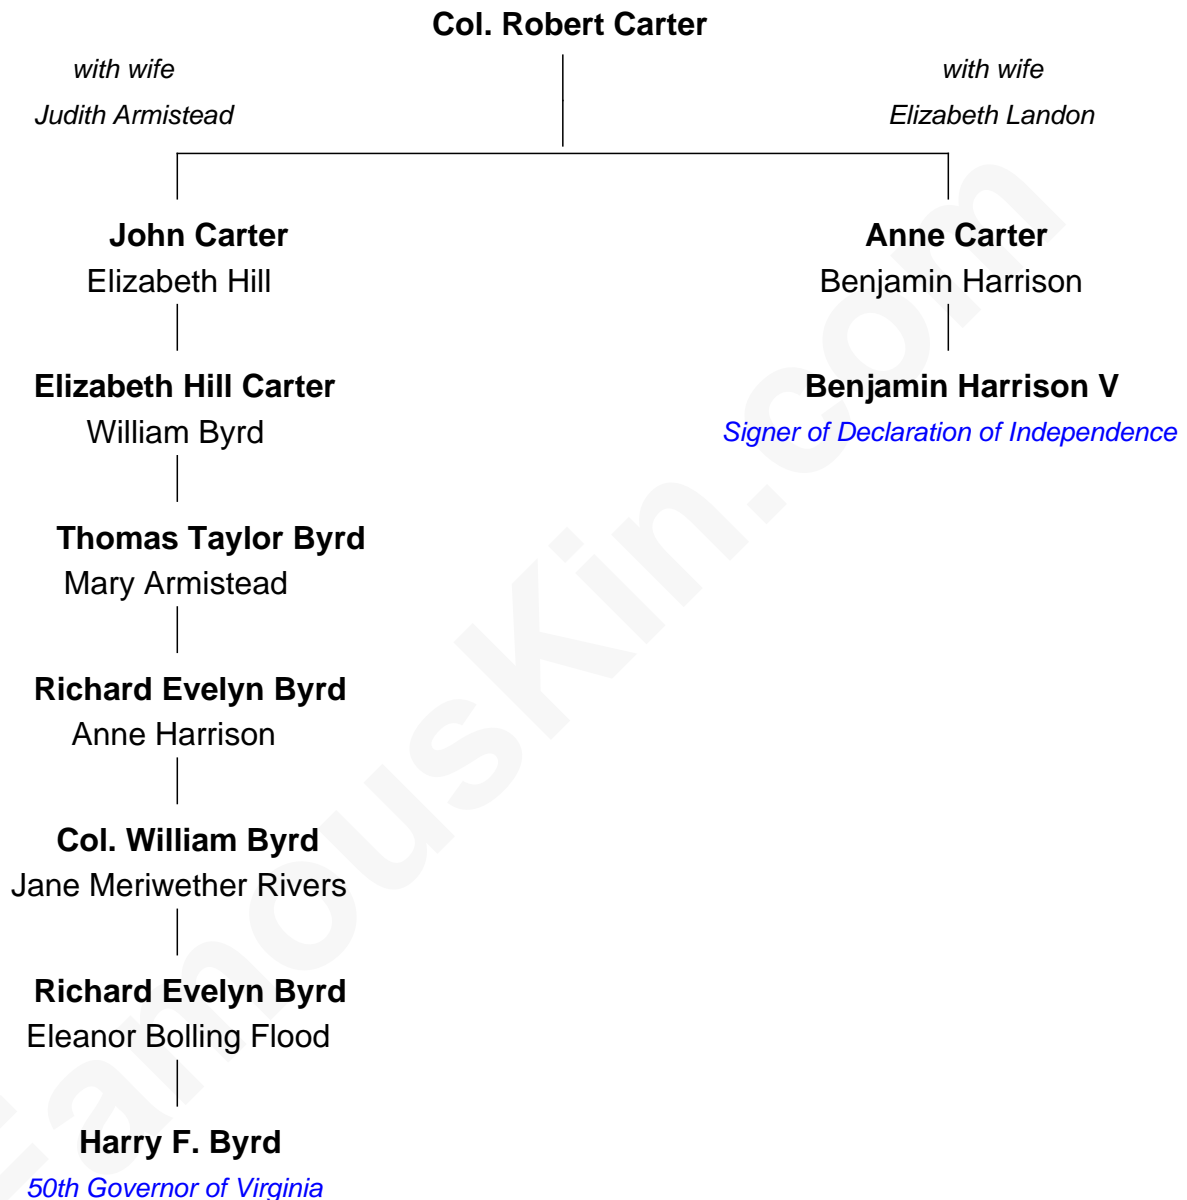 Col. Robert Carter
with wife
Judith Armistead
with wife
Elizabeth Landon
John Carter
Elizabeth Hill
Anne Carter
Benjamin Harrison
Elizabeth Hill Carter
William Byrd
Benjamin Harrison V
Signer of Declaration of Independence
Thomas Taylor Byrd
Mary Armistead
Richard Evelyn Byrd
Anne Harrison
Col. William Byrd
Jane Meriwether Rivers
Richard Evelyn Byrd
Eleanor Bolling Flood
Harry F. Byrd
50th Governor of Virginia
FamousKin.com